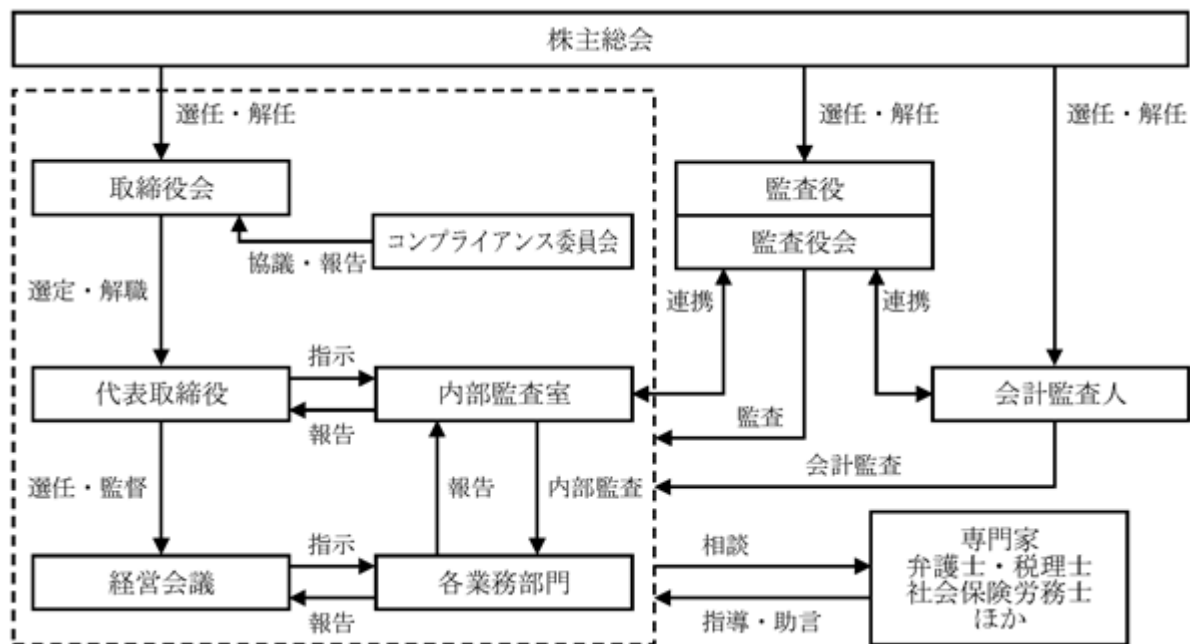 株主総会
選任・解任
選任・解任
選任・解任
取締役会
監査役
コンプライアンス委員会
監査役会
協議・報告
選定・解職
連携
連携
指示
代表取締役
内部監査室
会計監査人
報告
監査
会計監査
選任・監督
報告
内部監査
指示
相談
専門家
弁護士・税理士
社会保険労務士
ほか
経営会議
各業務部門
報告
指導・助言